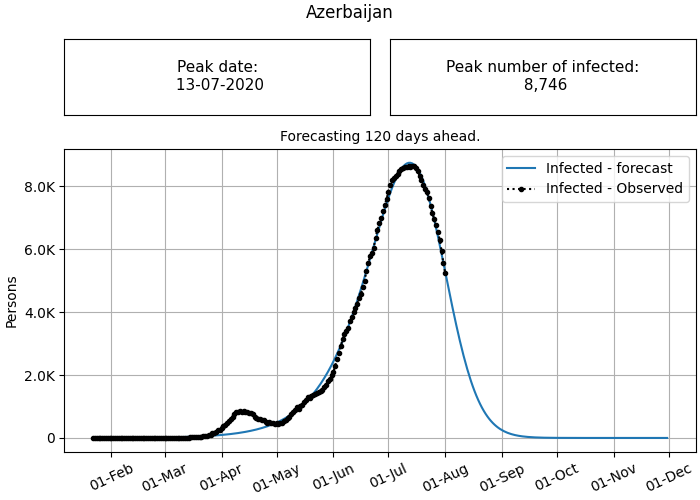 Azerbaijan
Peak date:
13-07-2020
Peak number of infected:
8,746
Forecasting 120 days ahead.
Infected - forecast
Infected - Observed
8.0K
6.0K
4.0K
2.0K
0
Persons
01-Feb
01-Mar
01-Apr
01-May
01-Jun
01-Jul
01-Aug
01-Sep
01-Oct
01-Nov
01-Dec